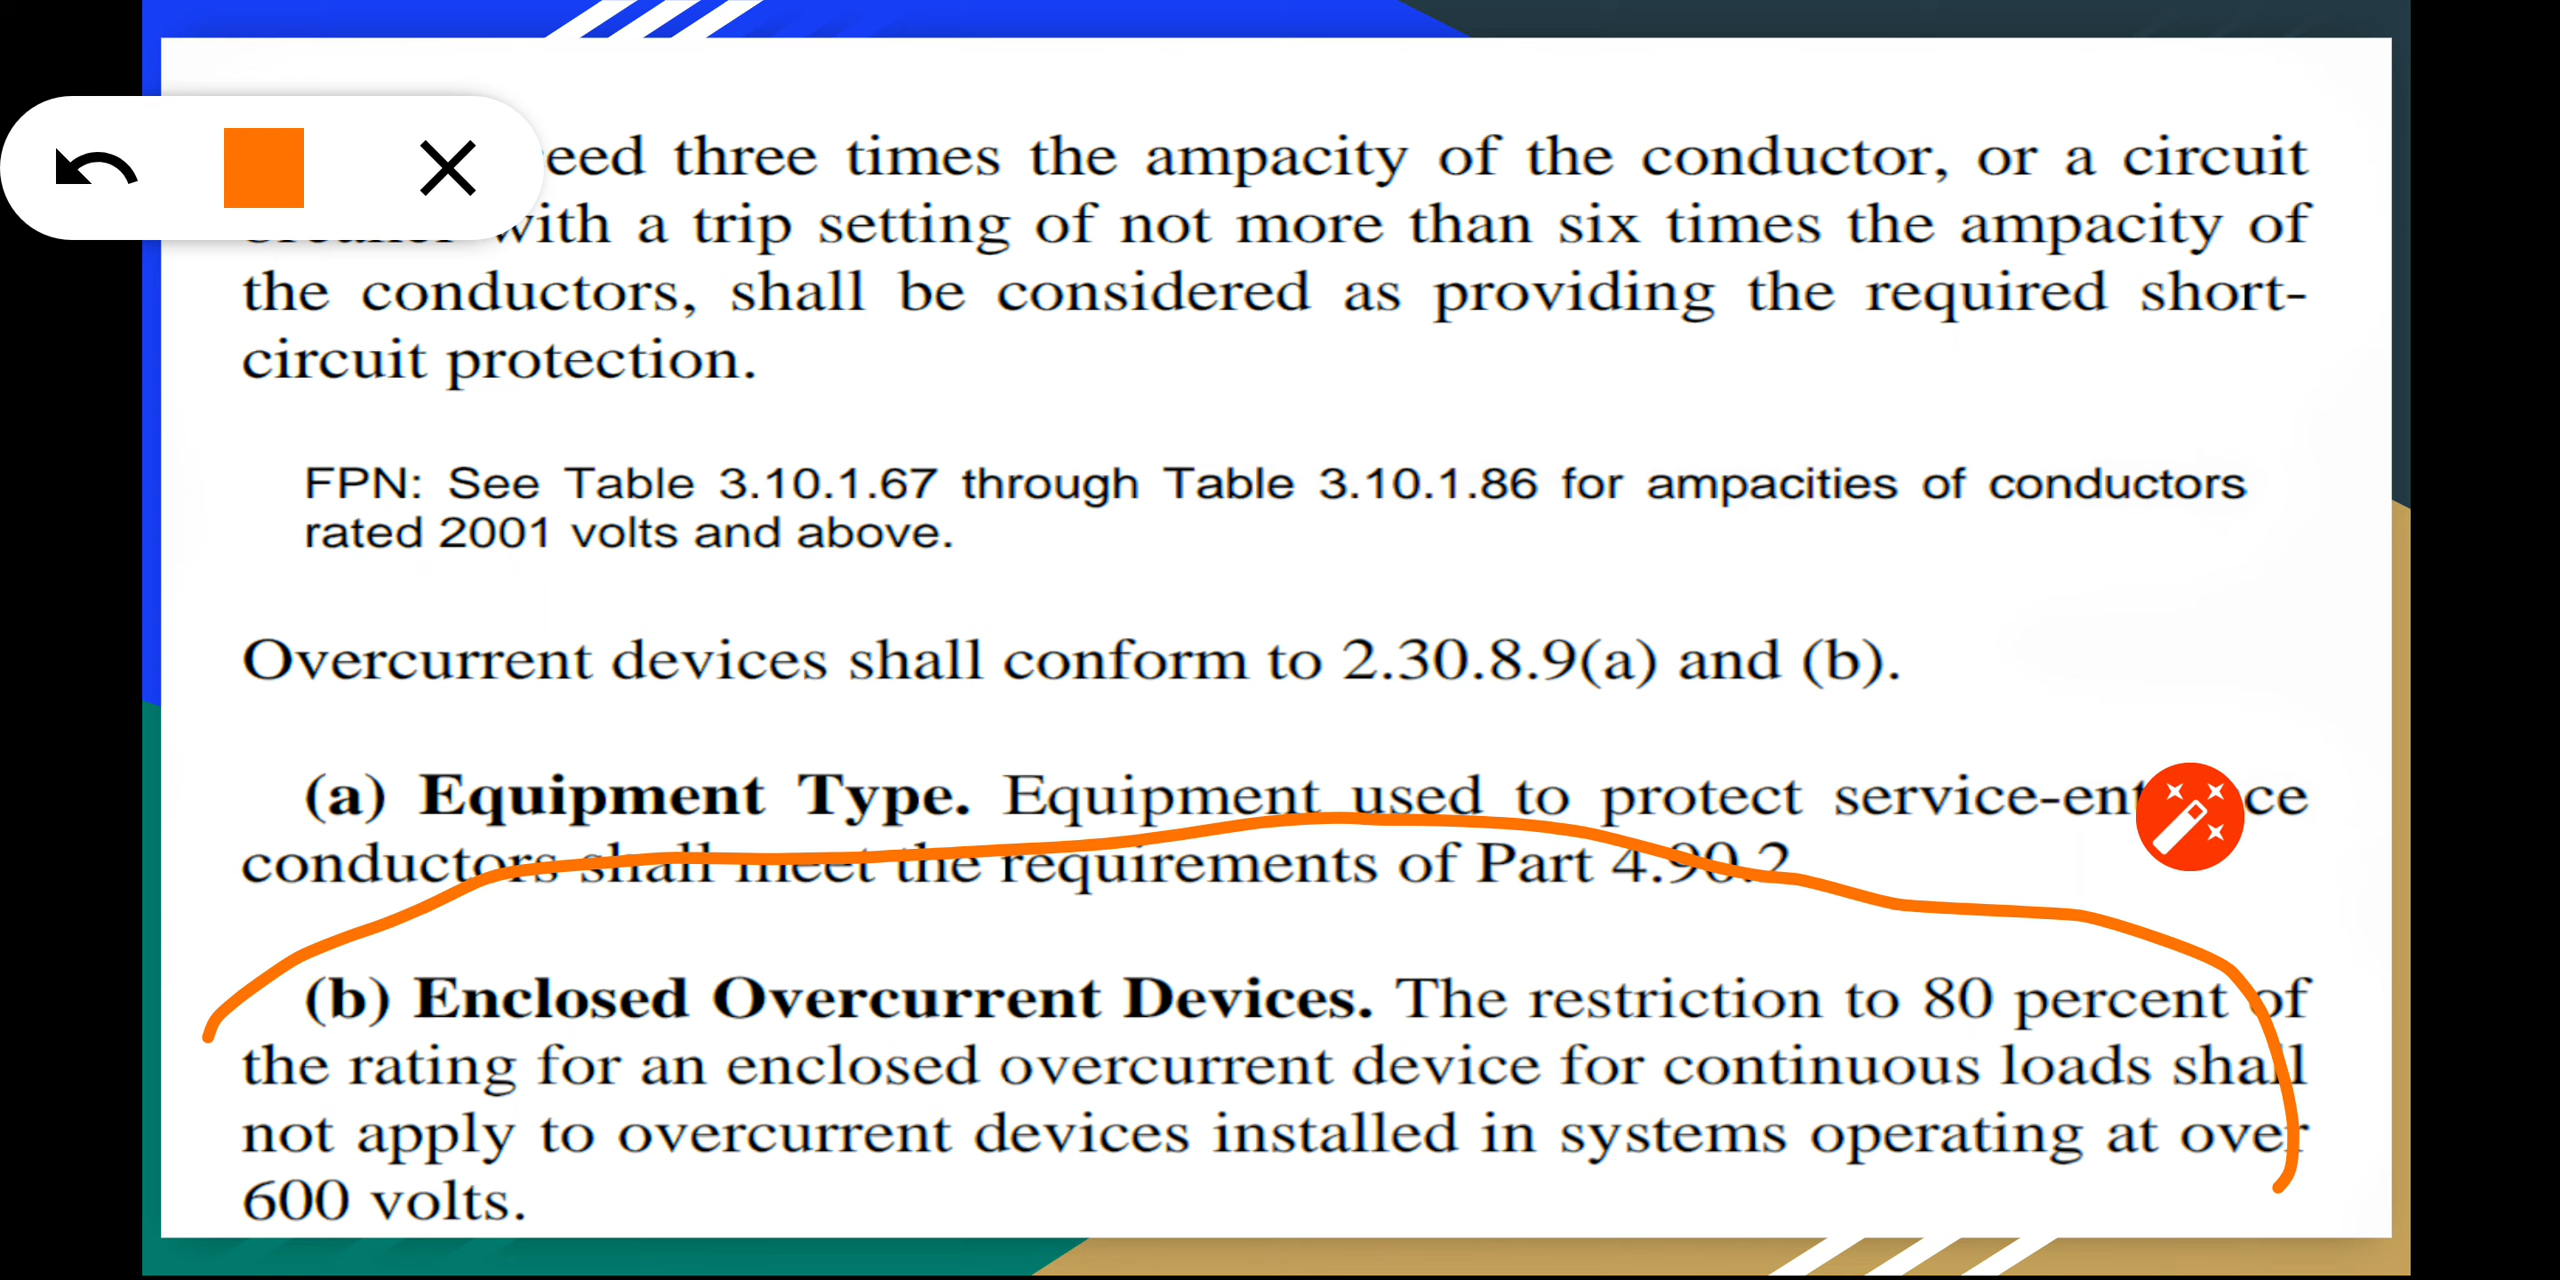 three times the ampacity of the conductor, or a circuit
with a trip setting of not more than six times the ampacity of
the conductors, shall be considered as providing the required short-
circuit protection.
FPN: See Table 3.10.1.67 through Table 3.10.1.86 for ampacities of conductors
rated 2001 volts and above.
Overcurrent devices shall conform to 2.30.8.9(a) and (b).
(a) Equipment Type. Equipment used to protect
conductors shall meet the requirements of Part 4.90.2
(b) Enclosed Overcurrent Devices. The restriction to 80 percent of
the rating for an enclosed overcurrent device for continuous loads shall
not apply to overcurrent devices installed in systems operating at over
600 volts.